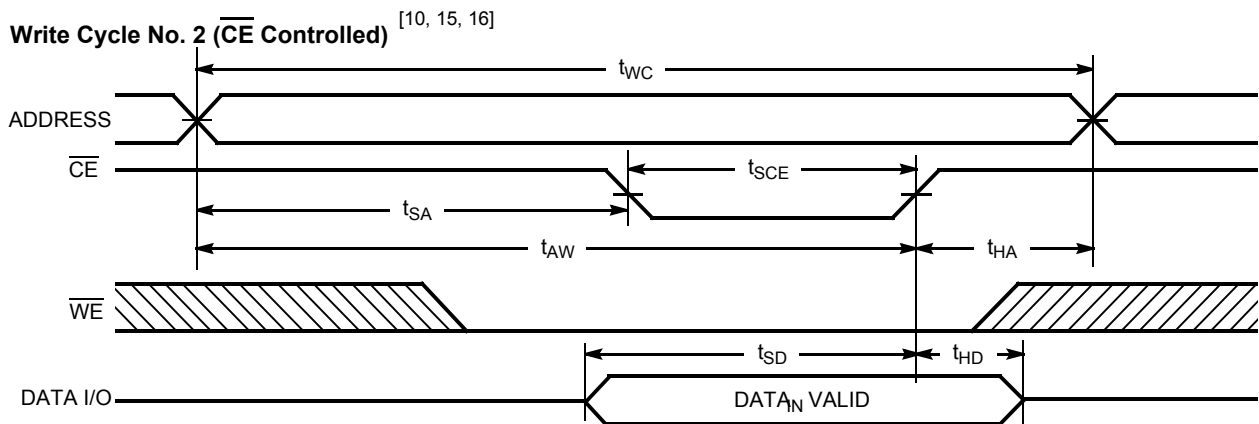 Write Cycle No. 2 (CE Controlled) [10, 15, 16]
tWC
ADDRESS
CE
tSCE
tSA
tAW
tHA
WE
tSD
tHD
DATA I/O
DATAIN VALID